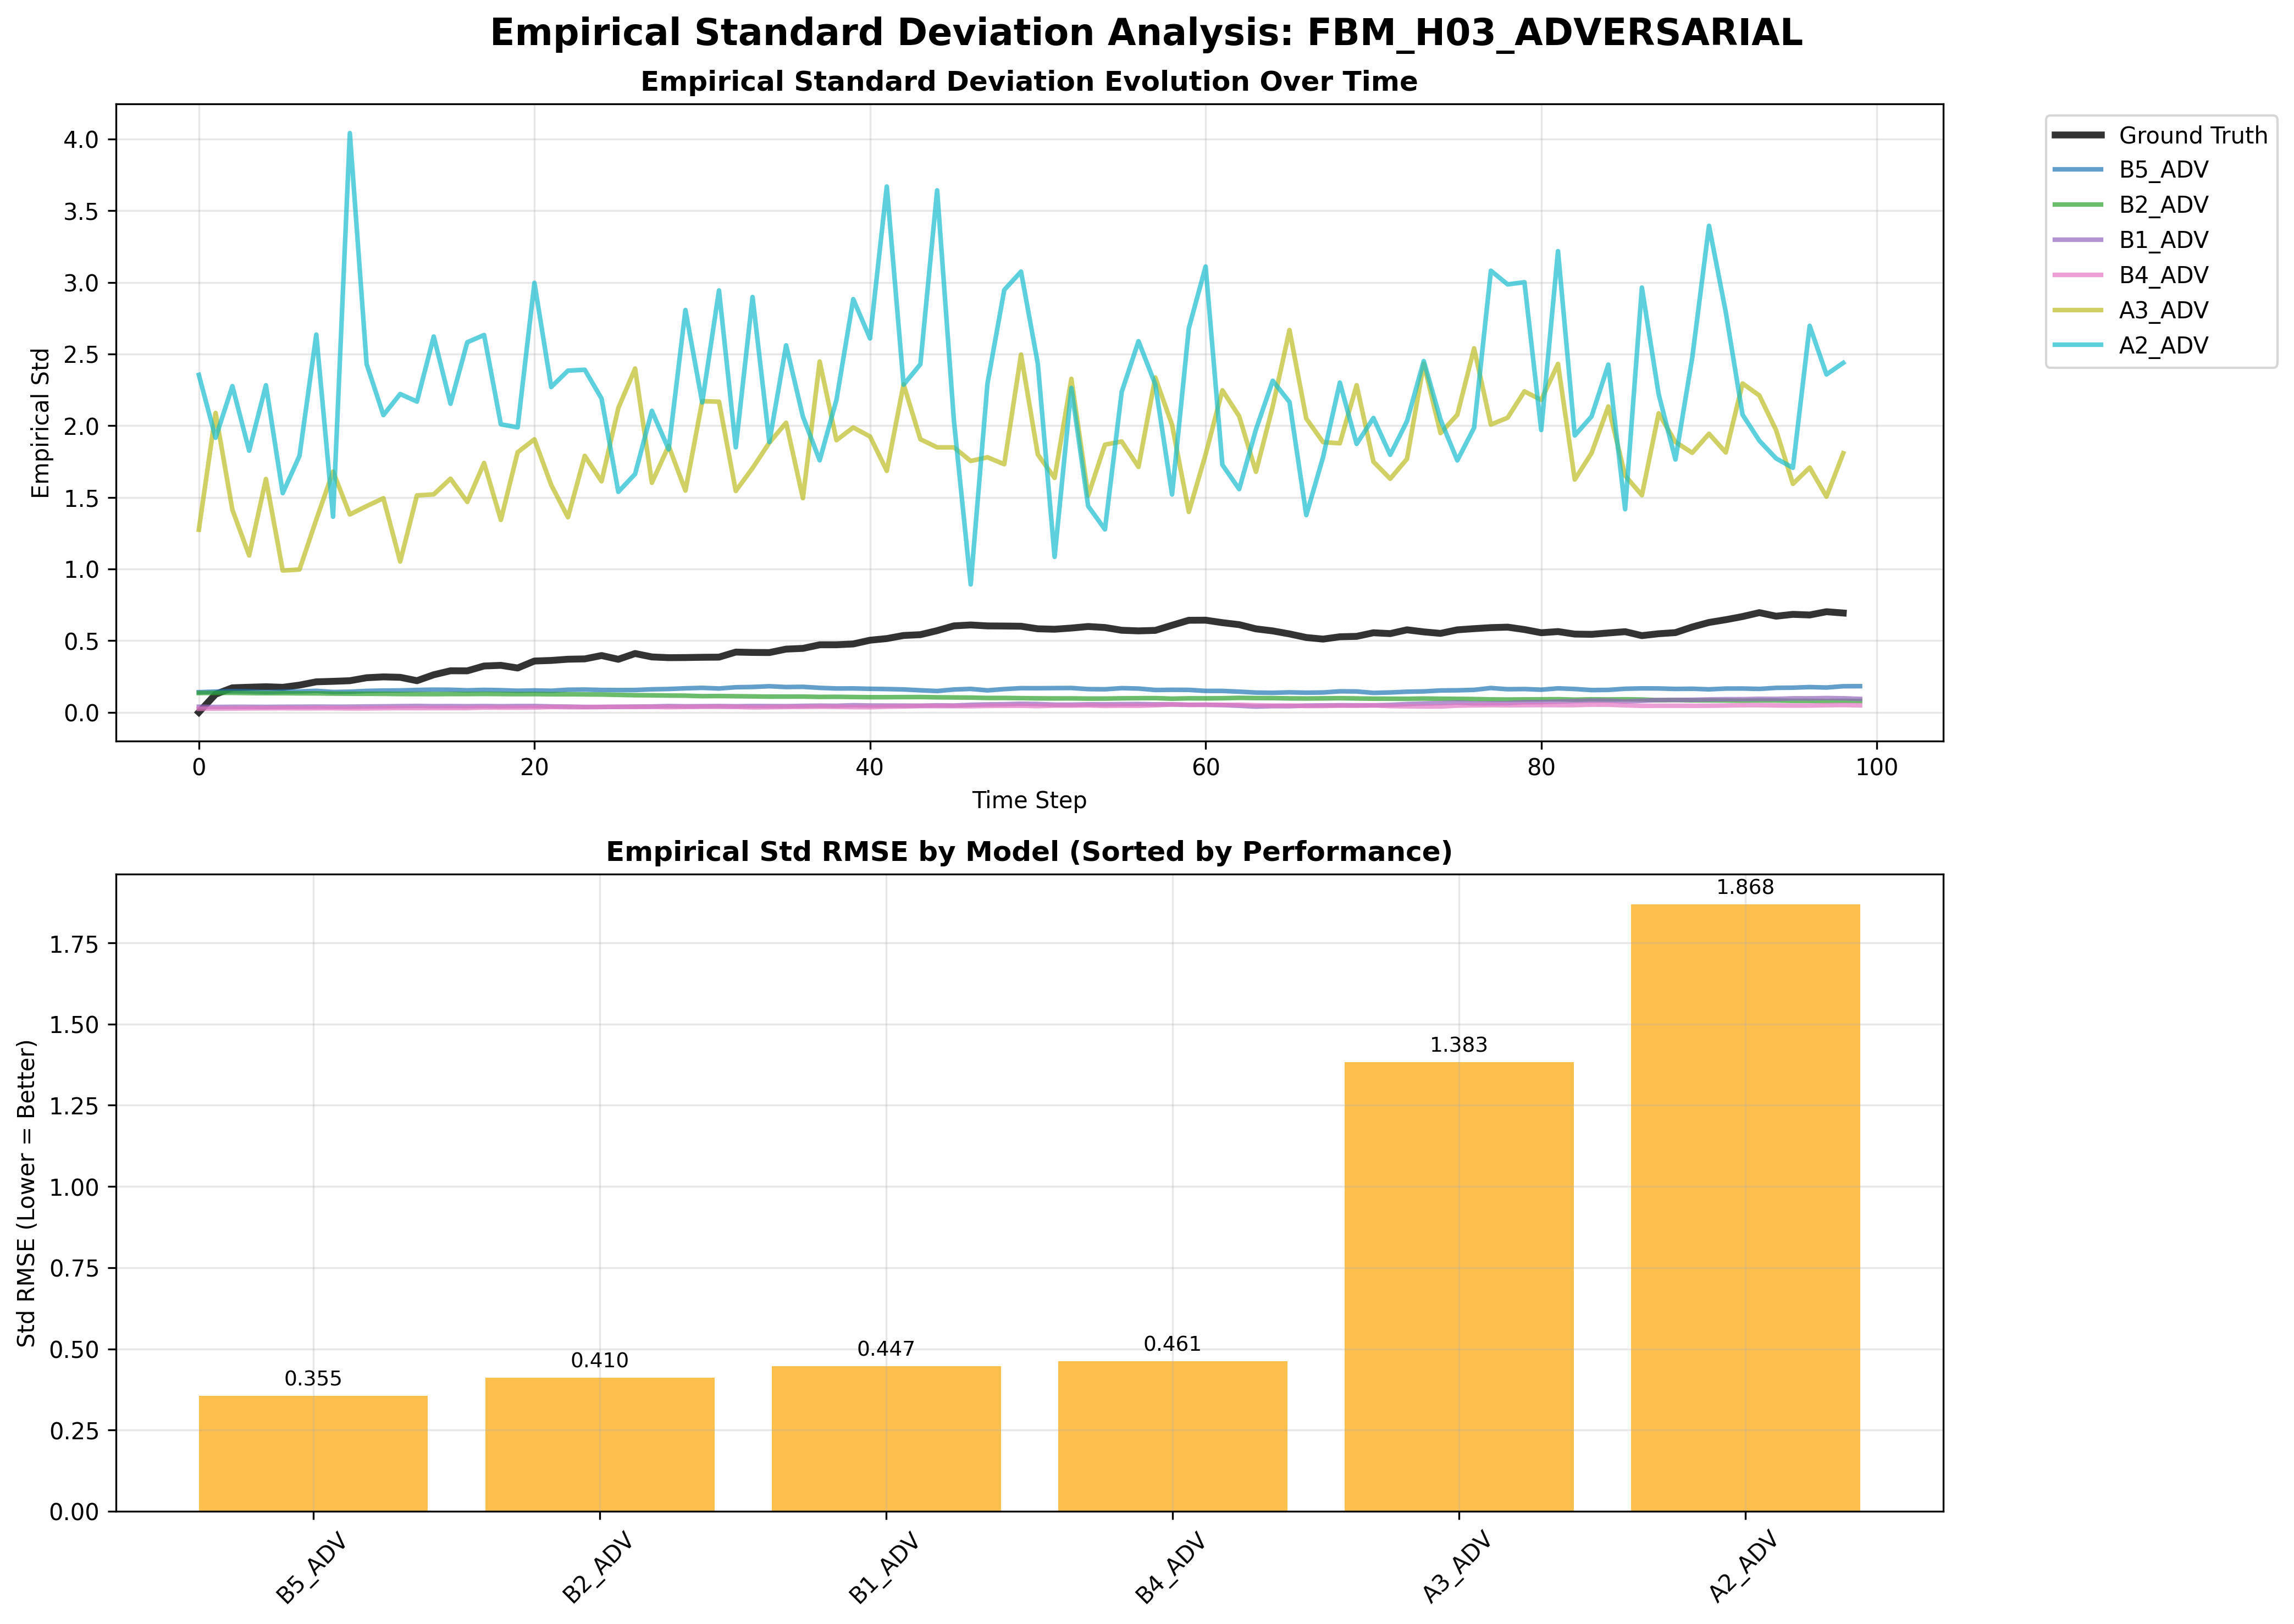 Empirical Standard Deviation Analysis: FBM_H03_ADVERSARIAL
Empirical Standard Deviation Evolution Over Time
Empirical Std
4.0
3.5
3.0
2.5
2.0
1.5
1.0
0.5
0.0
0 20 40 60 80 100
Time Step
Ground Truth
B5_ADV
B2_ADV
B1_ADV
B4_ADV
A3_ADV
A2_ADV
Empirical Std RMSE by Model (Sorted by Performance)
Std RMSE (Lower = Better)
1.75
1.50
1.25
1.00
0.75
0.50
0.25
0.00
0.355
0.410
0.447
0.461
1.383
1.868
B5_ADV
B2_ADV
B1_ADV
B4_ADV
A3_ADV
A2_ADV